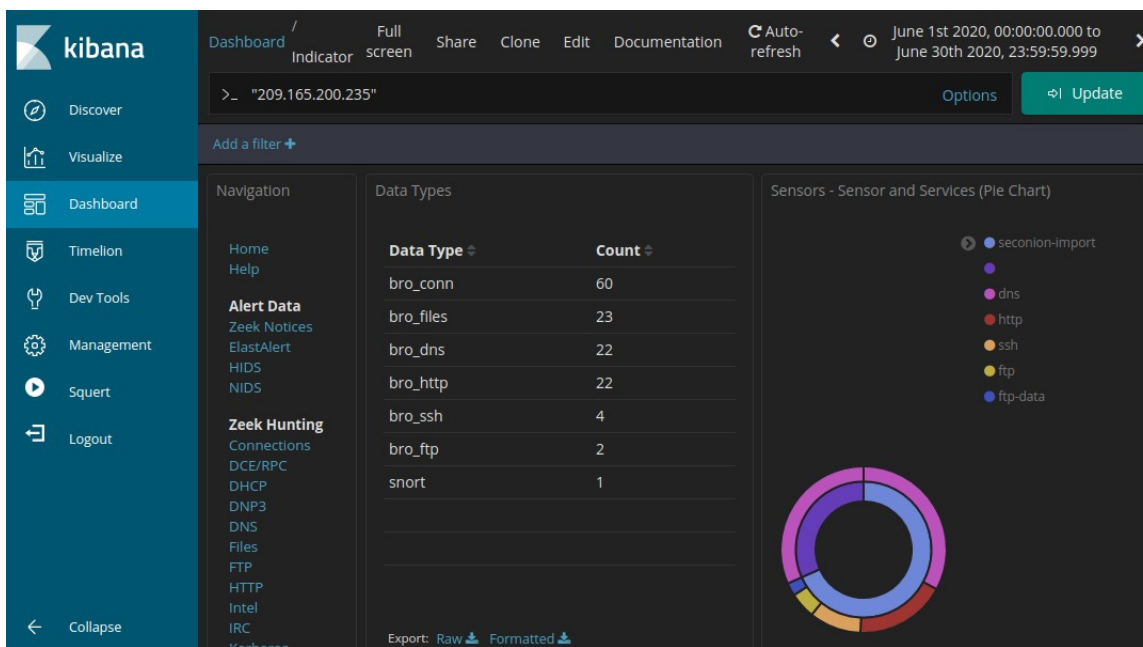 kibana
Discover
Visualize
Dashboard
Timelion
Dev Tools
Management
Squert
Logout
Collapse
Dashboard / Indicator
Full screen
Share
Clone
Edit
Documentation
Auto-refresh
June 1st 2020, 00:00:00.000 to
June 30th 2020, 23:59:59.999
>_ "209.165.200.235"
Options
Update
Add a filter +
Navigation
Home
Help
Alert Data
Zeek Notices
ElastAlert
HIDS
NIDS
Zeek Hunting
Connections
DCE/RPC
DHCP
DNP3
DNS
Files
FTP
HTTP
Intel
IRC
Kerberos
Data Types
Data Type Count
bro_conn 60
bro_files 23
bro_dns 22
bro_http 22
bro_ssh 4
bro_ftp 2
snort 1
Export: Raw Formatted
Sensors - Sensor and Services (Pie Chart)
seconion-import
dns
http
ssh
ftp
ftp-data